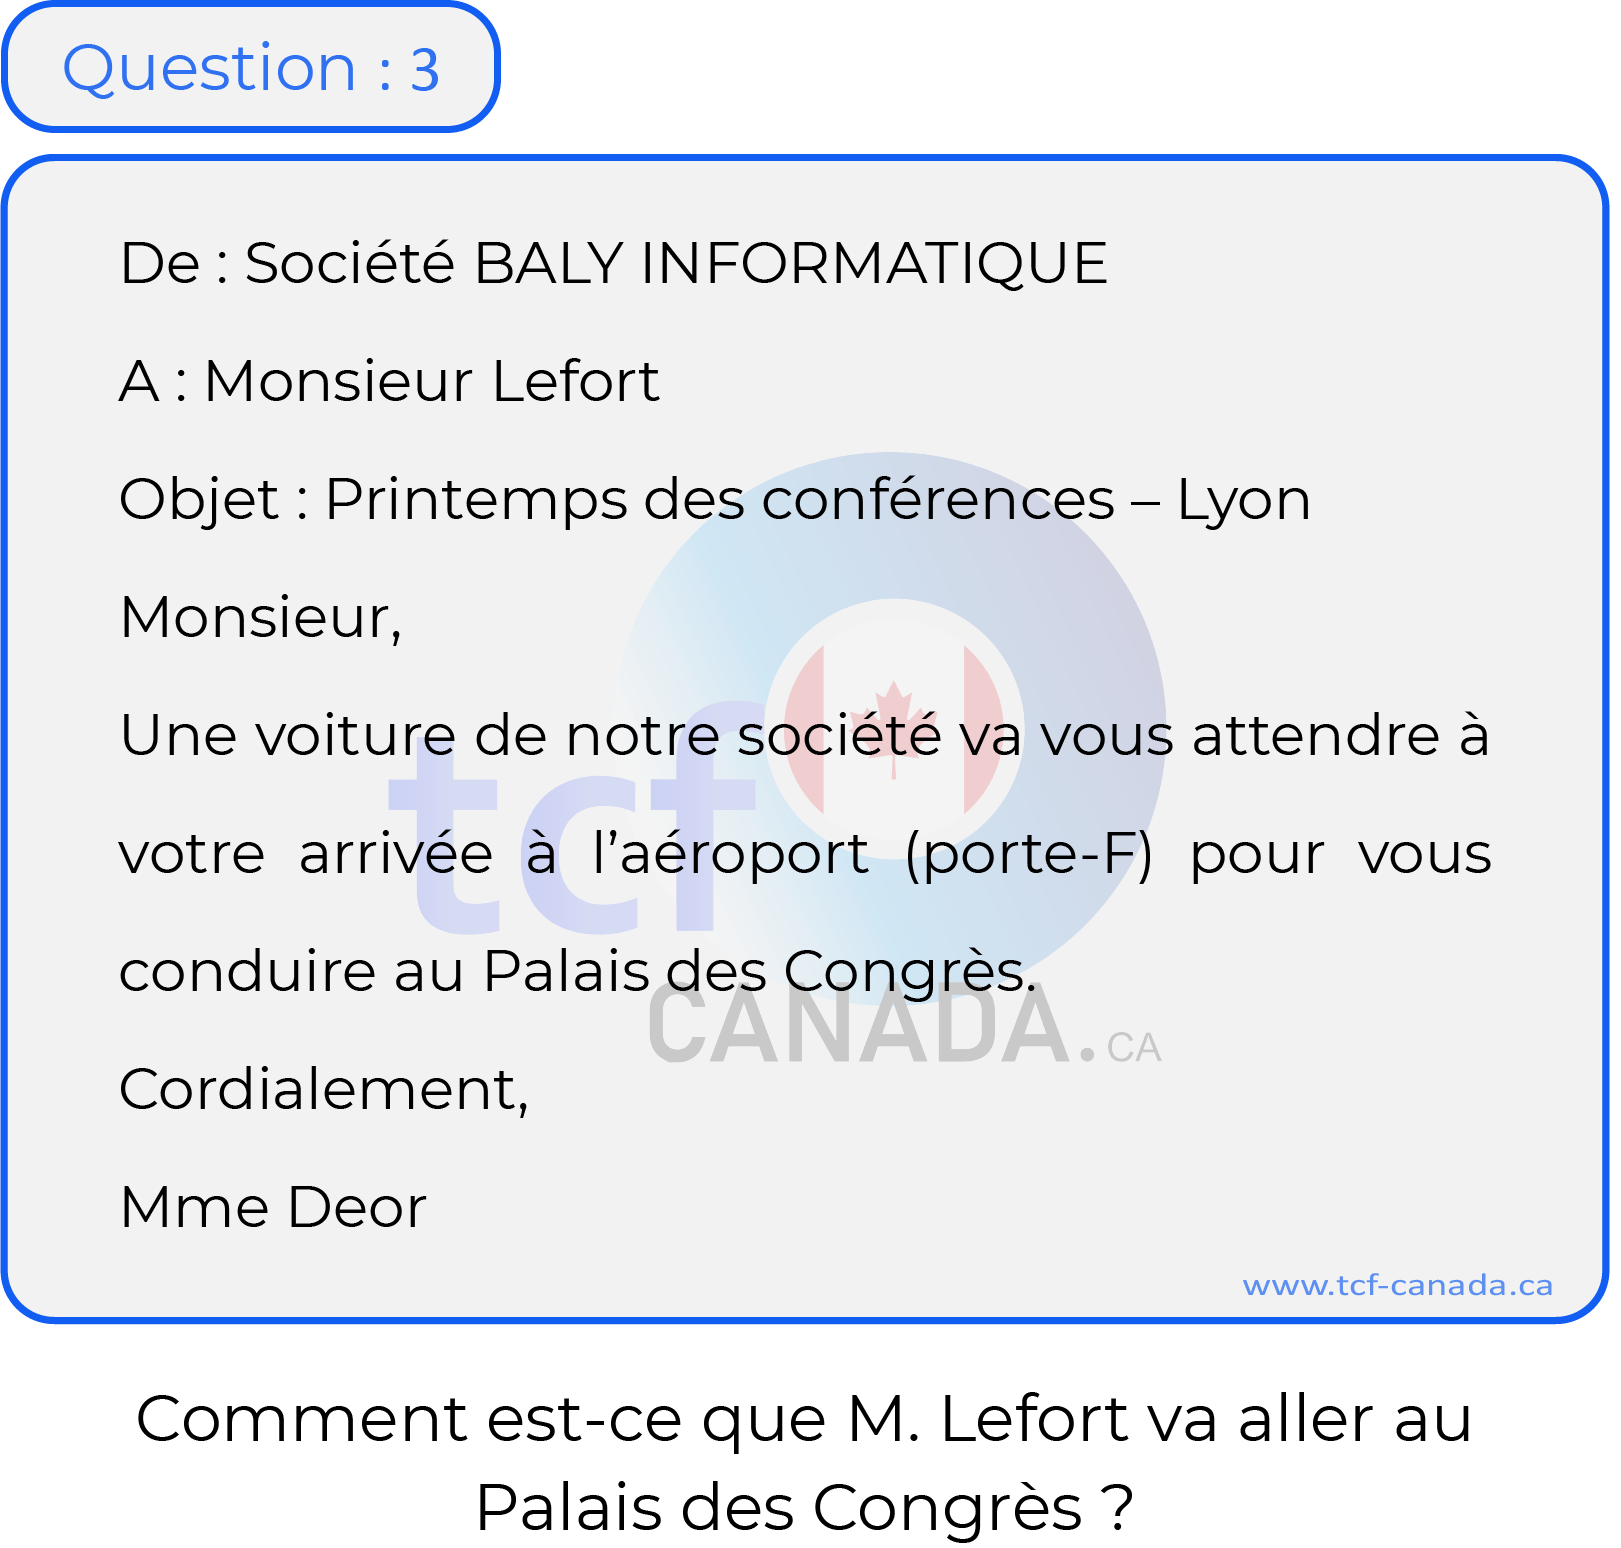 Question : 3
De : Société BALY INFORMATIQUE
A : Monsieur Lefort
Objet : Printemps des conférences – Lyon
Monsieur,
Une voiture de notre société va vous attendre à
votre arrivée à l’aéroport (porte-F) pour vous
conduire au Palais des Congrès.
Cordialement,
Mme Deor
tcf
CANADA.CA
www.tcf-canada.ca
Comment est-ce que M. Lefort va aller au
Palais des Congrès ?